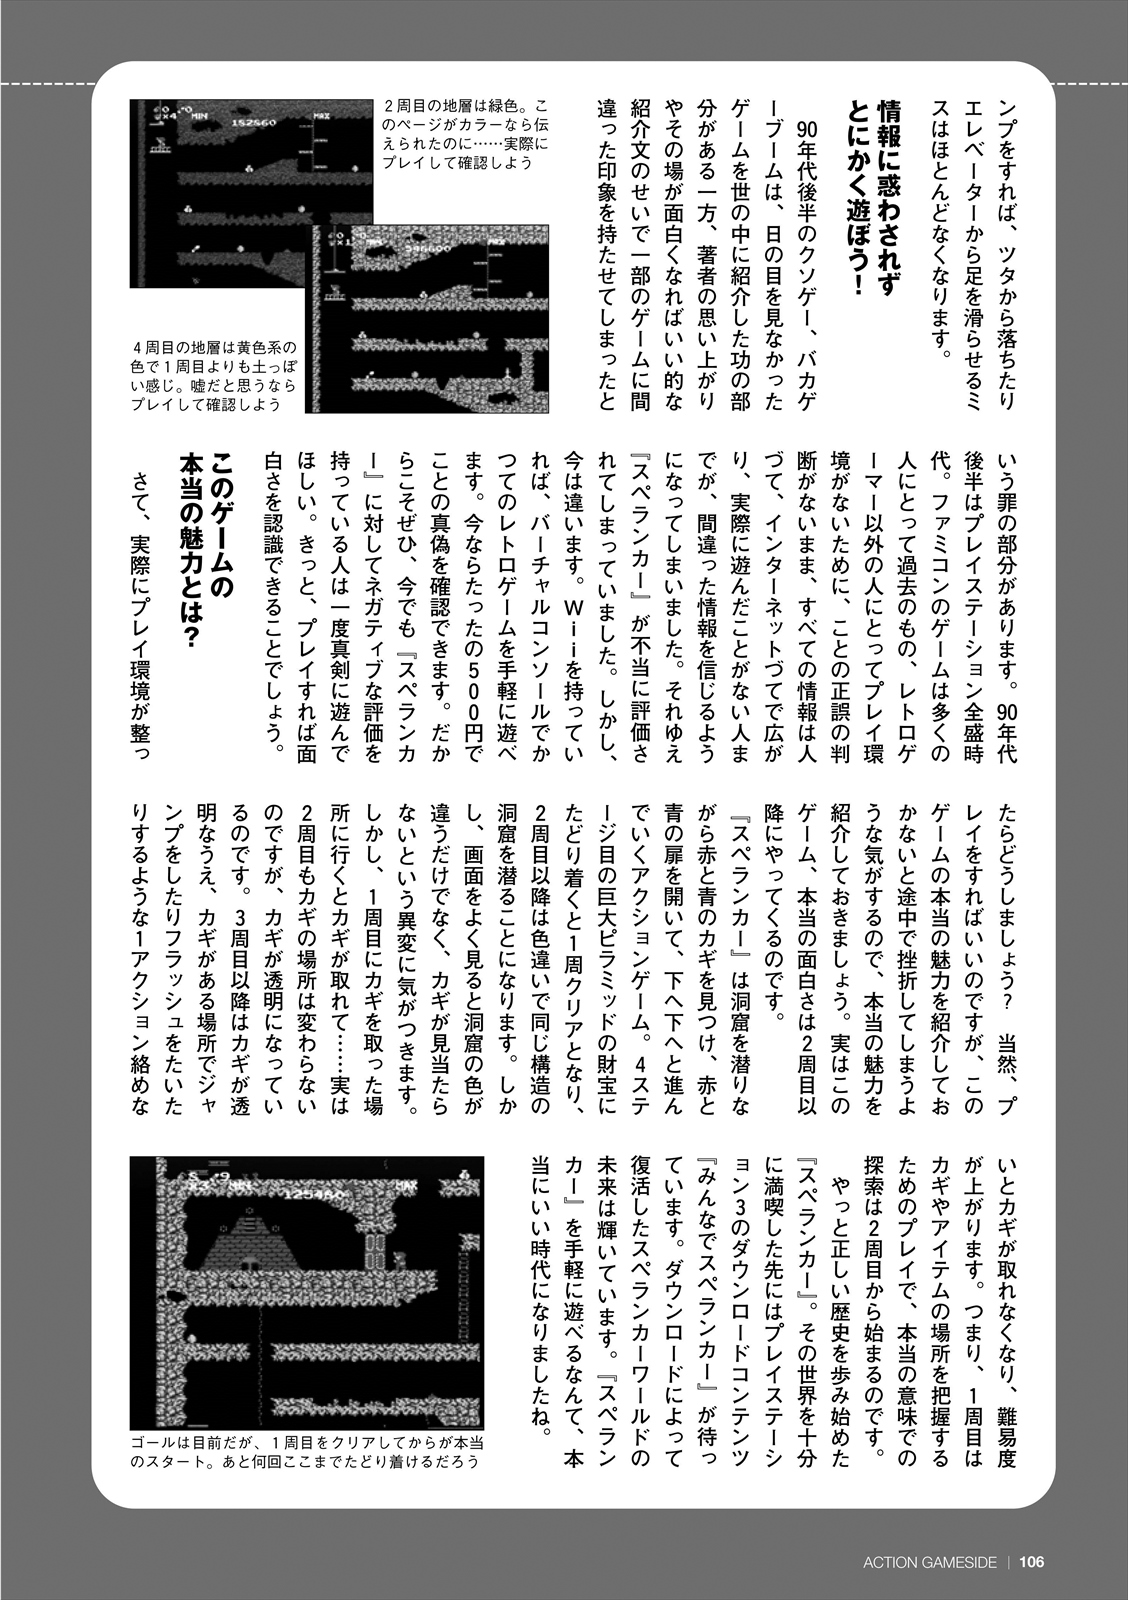 ンプをすれば、ツタから落ちたり
エレベーターから足を滑らせるミ
スはほとんどなくなります。
情報に惑わされず
とにかく遊ぼう！
90年代後半のクソゲー、バカゲ
ーブームは、日の目を見なかった
ゲームを世の中に紹介した功の部
分がある一方、著者の思い上がり
やその場が面白くなればいい的な
紹介文のせいで一部のゲームに間
違った印象を持たせてしまったと
2周目の地層は緑色。こ
のページがカラーなら伝
えられたのに……実際に
プレイして確認しよう
4周目の地層は黄色系の
色で1周目よりも土っぽ
い感じ。嘘だと思うなら
プレイして確認しよう
いう罪の部分があります。90年代
後半はプレイステーション全盛時
代。ファミコンのゲームは多くの
人にとって過去のもの、レトロゲ
ーマー以外の人にとってプレイ環
境がないために、ことの正誤の判
断がないまま、すべての情報は人
づて、インターネットづてで広が
り、実際に遊んだことがない人ま
でが、間違った情報を信じるよう
になってしまいました。それゆえ
『スペランカー』が不当に評価さ
れてしまっていました。しかし、
今は違います。Wiiを持ってい
れば、バーチャルコンソールでか
つてのレトロゲームを手軽に遊べ
ます。今ならたったの500円で
ことの真偽を確認できます。だか
らこそぜひ、今でも『スペランカ
ー』に対してネガティブな評価を
持っている人は一度真剣に遊んで
ほしい。きっと、プレイすれば面
白さを認識できることでしょう。
このゲームの
本当の魅力とは？
さて、実際にプレイ環境が整っ
たらどうしましょう？　当然、プ
レイをすればいいのですが、この
ゲームの本当の魅力を紹介してお
かないと途中で挫折してしまうよ
うな気がするので、本当の魅力を
紹介しておきましょう。実はこの
ゲーム、本当の面白さは2周目以
降にやってくるのです。
『スペランカー』は洞窟を潜りな
がら赤と青のカギを見つけ、赤と
青の扉を開いて、下へ下へと進ん
でいくアクションゲーム。4ステ
ージ目の巨大ピラミッドの財宝に
たどり着くと1周クリアとなり、
2周目以降は色違いで同じ構造の
洞窟を潜ることになります。しか
し、画面をよく見ると洞窟の色が
違うだけでなく、カギが見当たら
ないという異変に気がつきます。
しかし、1周目にカギを取った場
所に行くとカギが取れて……実は
2周目もカギの場所は変わらない
のですが、カギが透明になってい
るのです。3周目以降はカギが透
明なうえ、カギがある場所でジャ
ンプをしたりフラッシュをたいた
りするような1アクション絡めな
いとカギが取れなくなり、難易度
が上がります。つまり、1周目は
カギやアイテムの場所を把握する
ためのプレイで、本当の意味での
探索は2周目から始まるのです。
やっと正しい歴史を歩み始めた
『スペランカー』。その世界を十分
に満喫した先にはプレイステーシ
ョン3のダウンロードコンテンツ
『みんなでスペランカー』が待っ
ています。ダウンロードによって
復活したスペランカーワールドの
未来は輝いています。『スペラン
カー』を手軽に遊べるなんて、本
当にいい時代になりましたね。
ゴールは目前だが、1周目をクリアしてからが本当
のスタート。あと何回ここまでたどり着けるだろう
ACTION GAMESIDE | 106